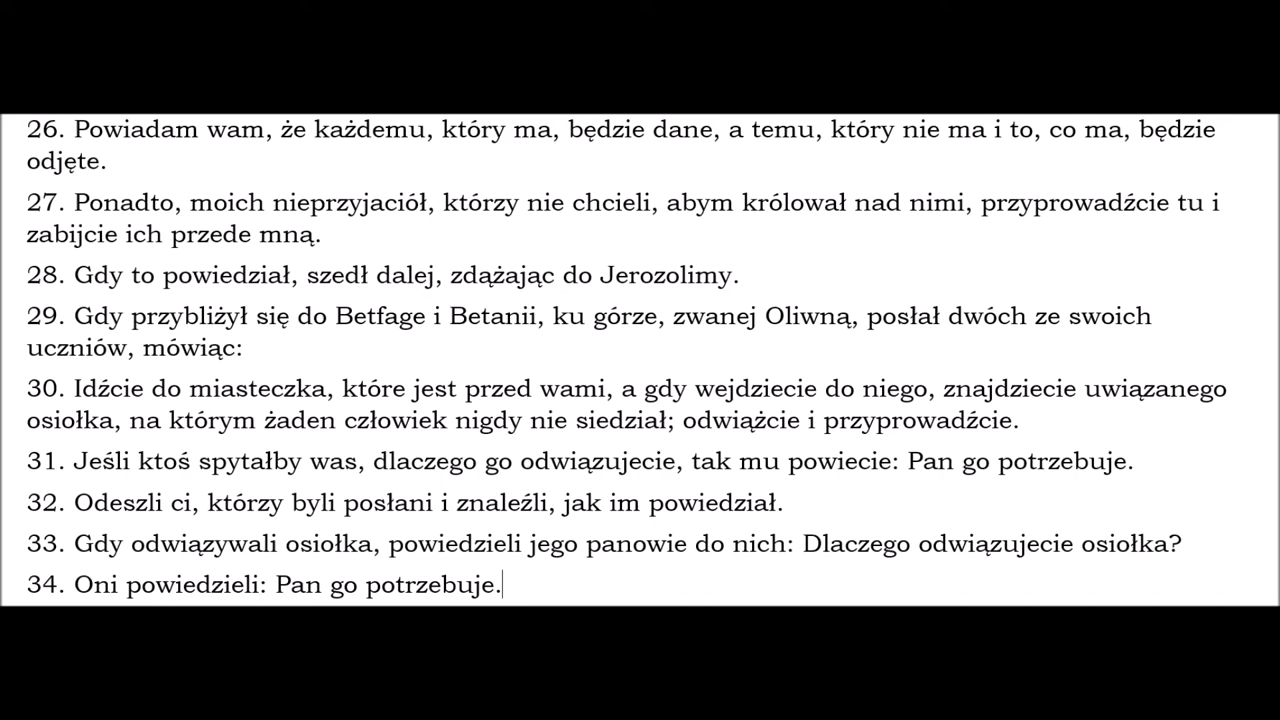 26. Powiadam wam, że każdemu, który ma, będzie dane, a temu, który nie ma i to, co ma, będzie
odjęte.
27. Ponadto, moich nieprzyjaciół, którzy nie chcieli, abym królował nad nimi, przyprowadźcie tu i
zabijcie ich przede mną.
28. Gdy to powiedział, szedł dalej, zdążając do Jerozolimy.
29. Gdy przybliżył się do Betfage i Betanii, ku górze, zwanej Oliwną, posłał dwóch ze swoich
uczniów, mówiąc:
30. Idźcie do miasteczka, które jest przed wami, a gdy wejdziecie do niego, znajdziecie uwiązanego
osiołka, na którym żaden człowiek nigdy nie siedział; odwiążcie i przyprowadźcie.
31. Jeśli ktoś spytałby was, dlaczego go odwiązujecie, tak mu powiecie: Pan go potrzebuje.
32. Odeszli ci, którzy byli posłani i znaleźli, jak im powiedział.
33. Gdy odwiązywali osiołka, powiedzieli jego panowie do nich: Dlaczego odwiązujecie osiołka?
34. Oni powiedzieli: Pan go potrzebuje.